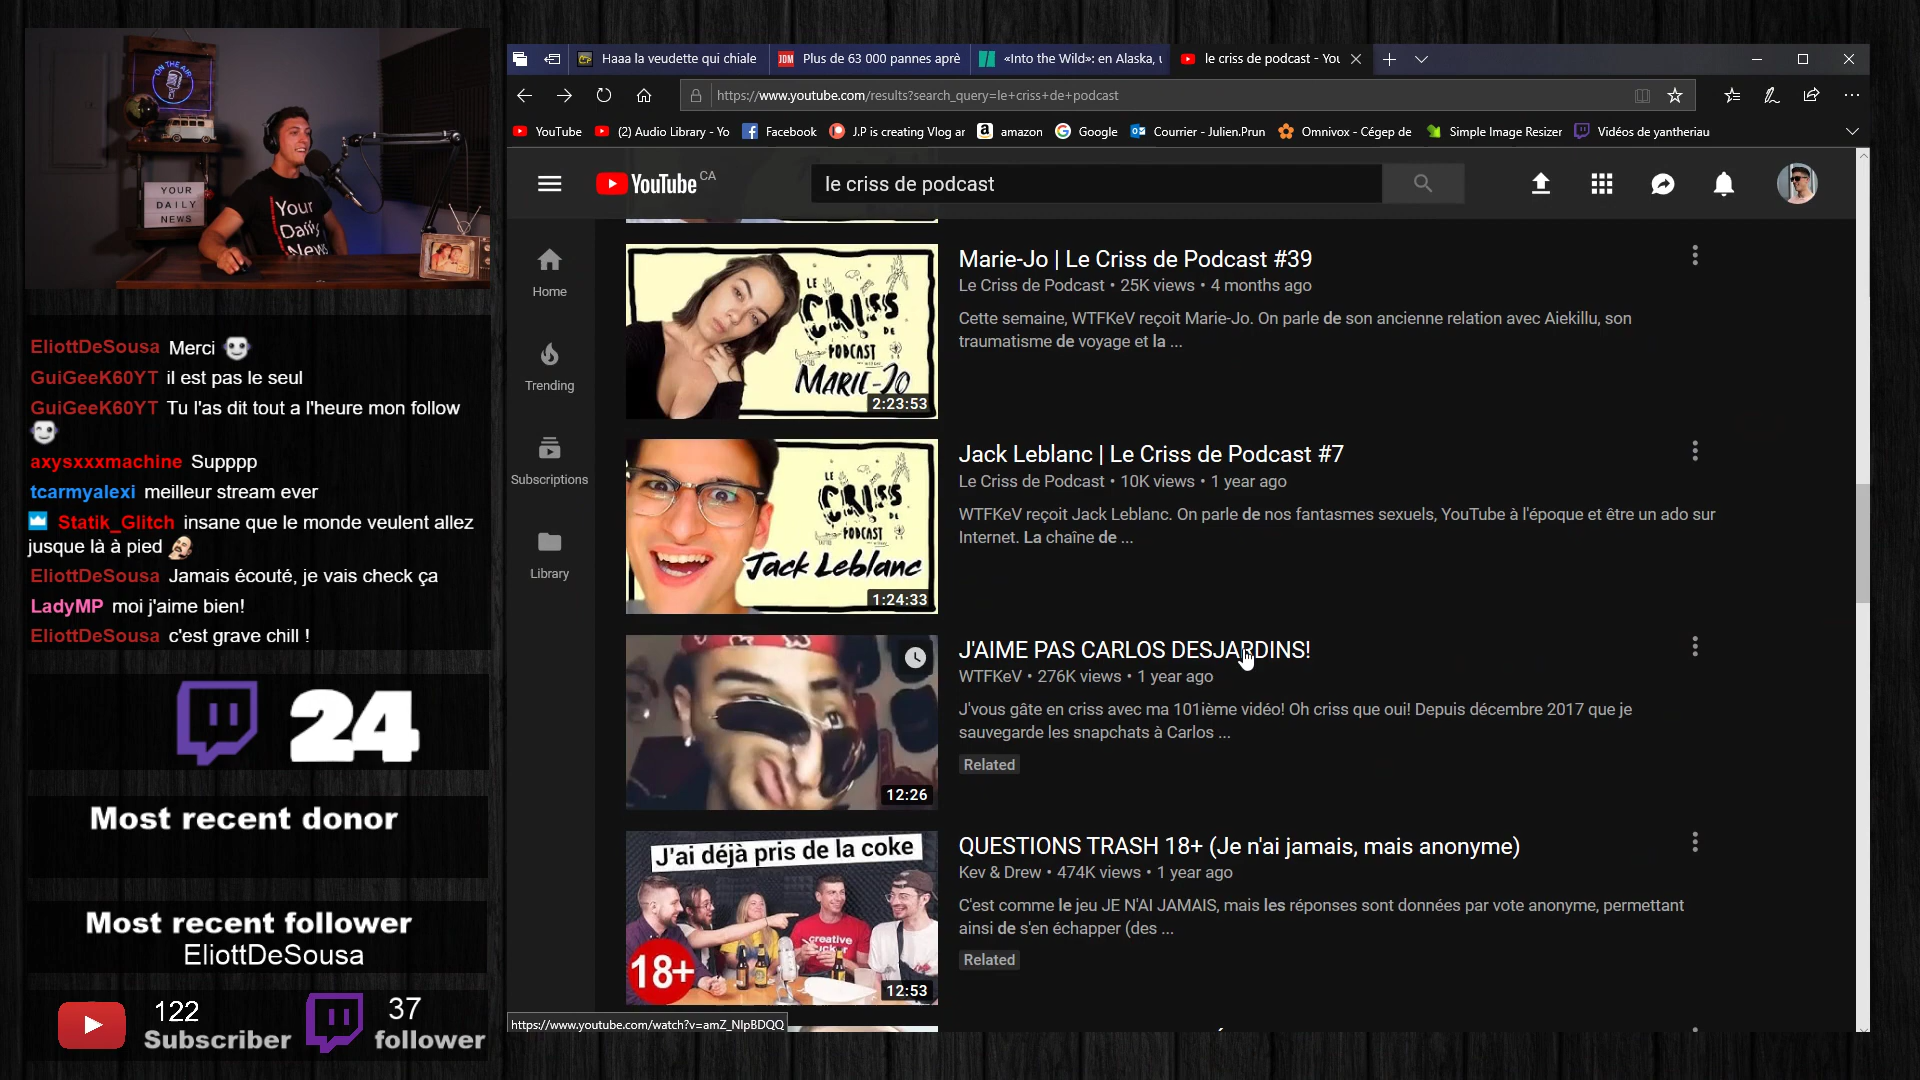 ON THE AIR
YOUR
DAILY
NEWS
Your
Daily
News
EliottDeSousa Merci
GuiGeeK60YT il est pas le seul
GuiGeeK60YT Tu l'as dit tout a l'heure mon follow
axysxxxmachine Supppp
tcarmyalexi meilleur stream ever
Statik_Glitch insane que le monde veulent allez
jusque là à pied
EliottDeSousa Jamais écouté, je vais check ça
LadyMP moi j'aime bien!
EliottDeSousa c'est grave chill !
24
Most recent donor
Most recent follower
EliottDeSousa
122
Subscriber
37
follower
Haaa la veudette qui chiale
JDM Plus de 63 000 pannes aprè
«Into the Wild»: en Alaska, u
le criss de podcast - You
https://www.youtube.com/results?search_query=le+criss+de+podcast
YouTube
(2) Audio Library - Yo
Facebook
J.P is creating Vlog ar
a amazon
Google
Courrier - Julien.Prun
Omnivox - Cégep de
Simple Image Resizer
Vidéos de yantheriau
YouTube CA
le criss de podcast
Home
Trending
Subscriptions
Library
LE
CRISS
DE
PODCAST
MARIE-JO
2:23:53
Marie-Jo | Le Criss de Podcast #39
Le Criss de Podcast • 25K views • 4 months ago
Cette semaine, WTFKeV reçoit Marie-Jo. On parle de son ancienne relation avec Aiekillu, son
traumatisme de voyage et la ...
LE
CRISS
DE
PODCAST
Jack Leblanc
1:24:33
Jack Leblanc | Le Criss de Podcast #7
Le Criss de Podcast • 10K views • 1 year ago
WTFKeV reçoit Jack Leblanc. On parle de nos fantasmes sexuels, YouTube à l'époque et être un ado sur
Internet. La chaîne de ...
12:26
J'AIME PAS CARLOS DESJARDINS!
WTFKeV • 276K views • 1 year ago
J'vous gâte en criss avec ma 101ième vidéo! Oh criss que oui! Depuis décembre 2017 que je
sauvegarde les snapchats à Carlos ...
Related
J'ai déjà pris de la coke
creative
18+
12:53
QUESTIONS TRASH 18+ (Je n'ai jamais, mais anonyme)
Kev & Drew • 474K views • 1 year ago
C'est comme le jeu JE N'AI JAMAIS, mais les réponses sont données par vote anonyme, permettant
ainsi de s'en échapper (des ...
Related
https://www.youtube.com/watch?v=amZ_NIpBDQQ